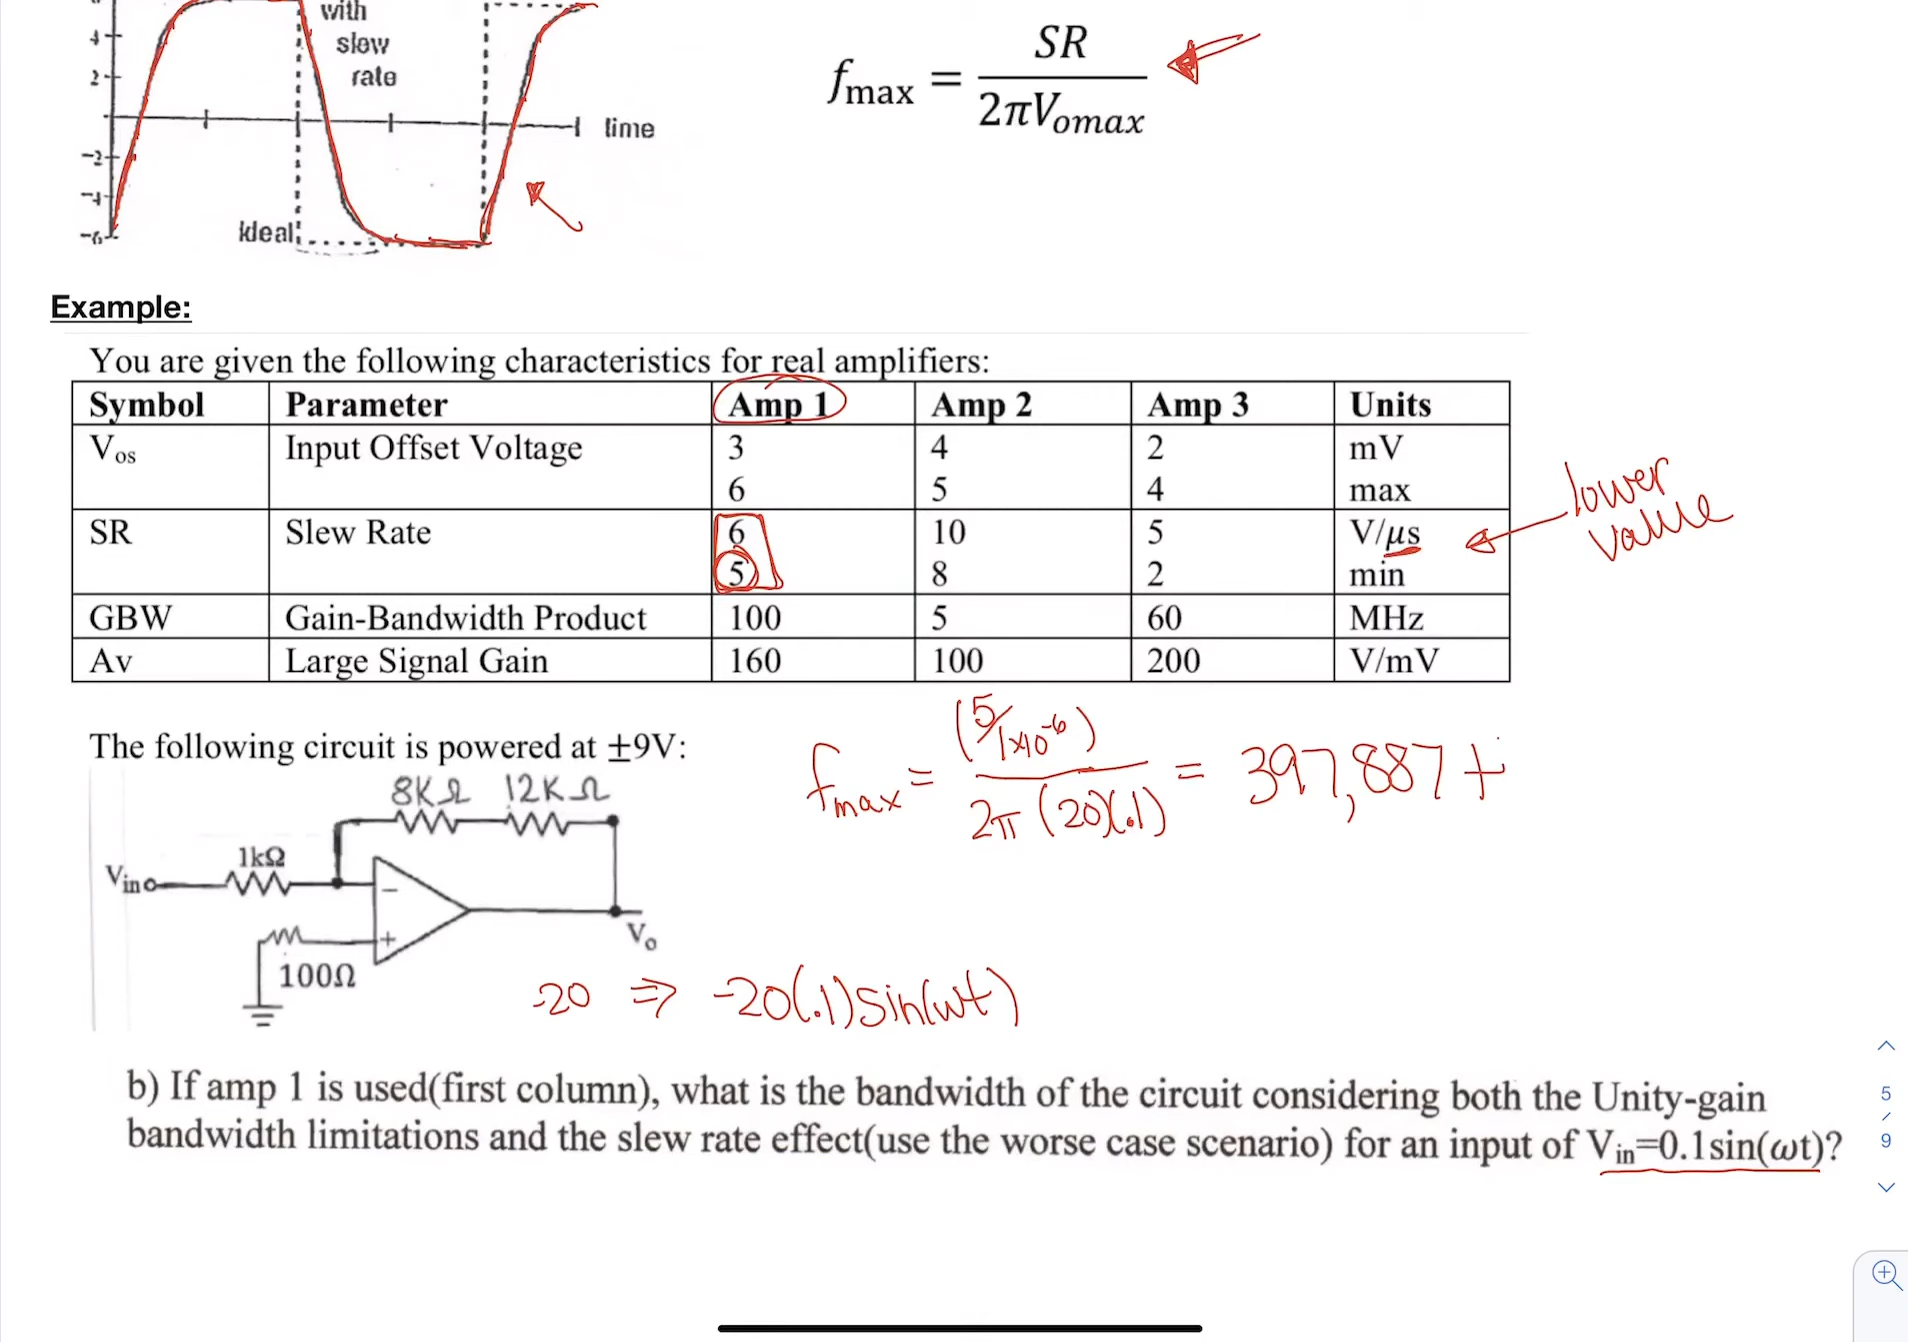 with
slow
rate
4
2
-2
-4
-6
time
Ideal
fmax = SR / 2πVomax
Example:
You are given the following characteristics for real amplifiers:
Symbol Parameter Amp 1 Amp 2 Amp 3 Units
Vos Input Offset Voltage 3 4 2 mV
6 5 4 max
SR Slew Rate 6 10 5 V/μs
5 8 2 min
GBW Gain-Bandwidth Product 100 5 60 MHz
Av Large Signal Gain 160 100 200 V/mV
lower
value
The following circuit is powered at ±9V:
fmax = (5/1x10^-6) / 2π(20)(.1) = 397,887
8KΩ 12KΩ
1kΩ
Vin
−
+
Vo
100Ω
-20 ⇒ -20(.1)sin(wt)
b) If amp 1 is used(first column), what is the bandwidth of the circuit considering both the Unity-gain
bandwidth limitations and the slew rate effect(use the worse case scenario) for an input of Vin=0.1sin(ωt)?
5
/
9